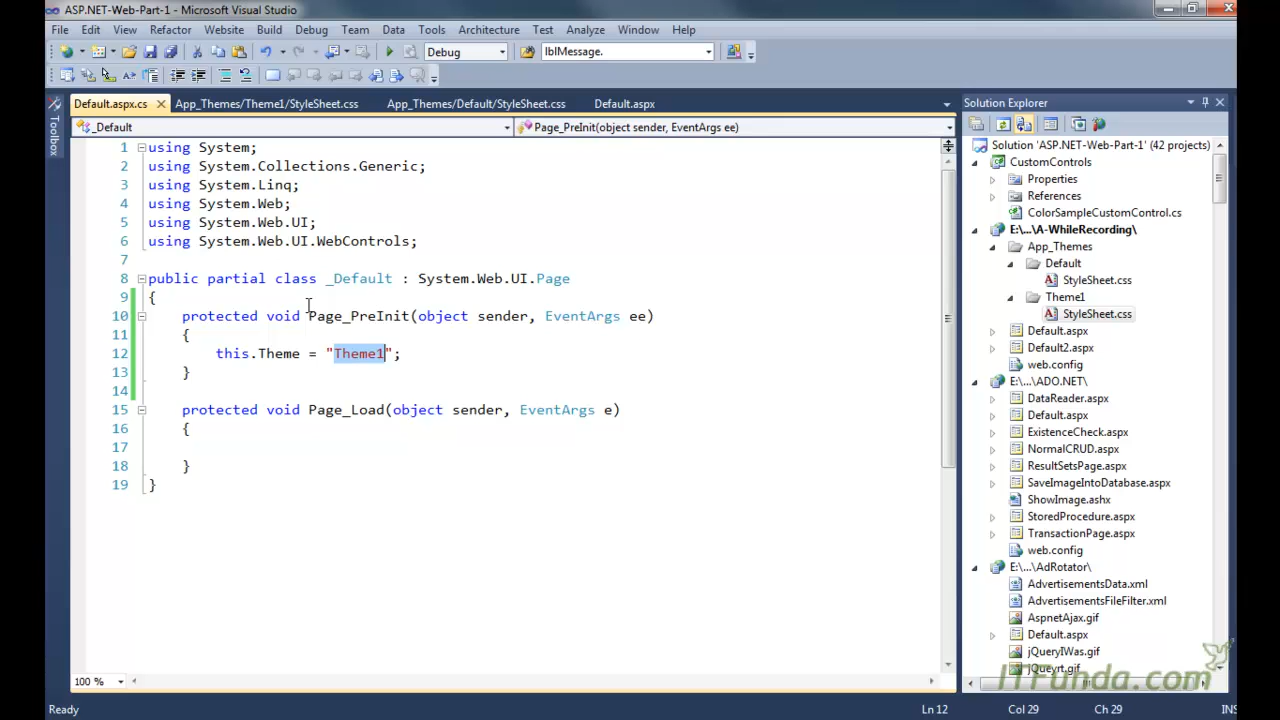 ASP.NET-Web-Part-1 - Microsoft Visual Studio
File Edit View Refactor Website Build Debug Team Data Tools Architecture Test Analyze Window Help
Debug lblMessage.
Default.aspx.cs App_Themes/Theme1/StyleSheet.css App_Themes/Default/StyleSheet.css Default.aspx
Toolbox
_Default Page_PreInit(object sender, EventArgs ee)
1 using System;
2 using System.Collections.Generic;
3 using System.Linq;
4 using System.Web;
5 using System.Web.UI;
6 using System.Web.UI.WebControls;
7
8 public partial class _Default : System.Web.UI.Page
9 {
10 protected void Page_PreInit(object sender, EventArgs ee)
11 {
12 this.Theme = "Theme1";
13 }
14
15 protected void Page_Load(object sender, EventArgs e)
16 {
17
18 }
19 }
100 %
Solution Explorer
Solution 'ASP.NET-Web-Part-1' (42 projects)
CustomControls
Properties
References
ColorSampleCustomControl.cs
E:\...\A-WhileRecording\
App_Themes
Default
StyleSheet.css
Theme1
StyleSheet.css
Default.aspx
Default2.aspx
web.config
E:\...\ADO.NET\
DataReader.aspx
Default.aspx
ExistenceCheck.aspx
NormalCRUD.aspx
ResultSetsPage.aspx
SaveImageIntoDatabase.aspx
ShowImage.ashx
StoredProcedure.aspx
TransactionPage.aspx
web.config
E:\...\AdRotator\
AdvertisementsData.xml
AdvertisementsFileFilter.xml
AspnetAjax.gif
Default.aspx
jQueryIWas.gif
jQueyrt.gif
ITFunda.com
Ready Ln 12 Col 29 Ch 29 INS